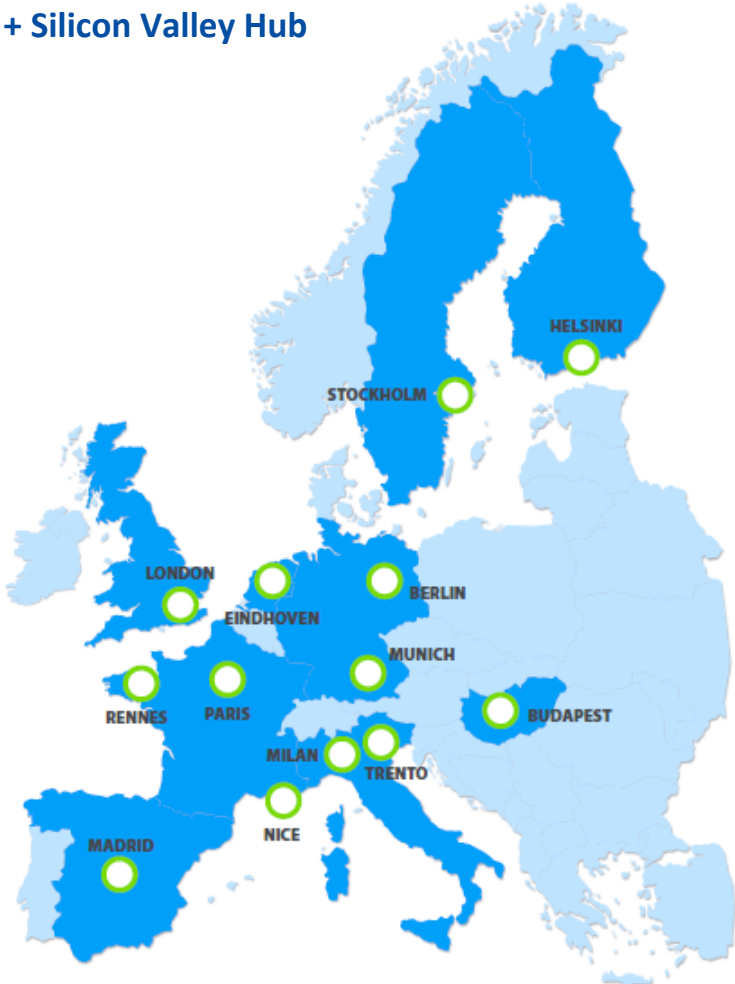 + Silicon Valley Hub
HELSINKI
STOCKHOLM
LONDON
EINDHOVEN
BERLIN
MUNICH
RENNES
PARIS
BUDAPEST
MILAN
TRENTO
NICE
MADRID